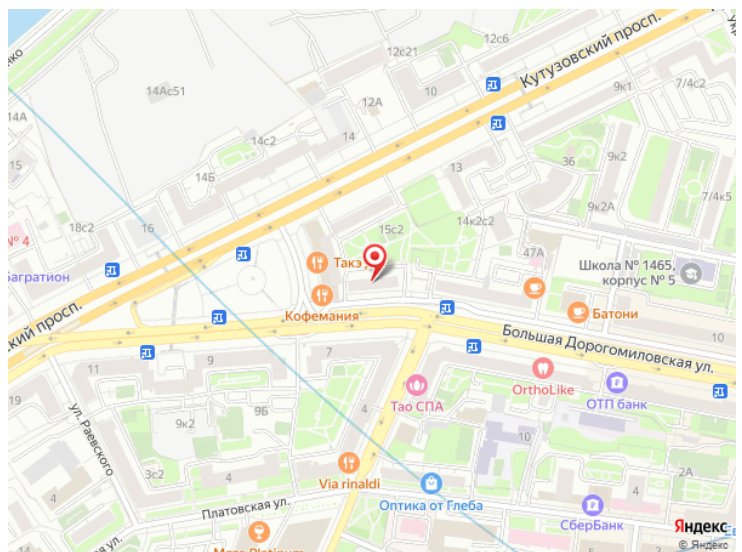 12с6
12с21
Кутузовский просп.
14Ас51
12А
10
9к1
7/4с2
14А
14с2
14
15
14Б
13
36
9к2
7/4к5
18с2
16
15с2
14к2с2
9к2А
№ 4
47А
Школа № 1465,
корпус № 5
Багратион
Такэ
Кофемания
Батони
ский просп.
Большая Дорогомиловская ул.
10
11
9
7
OrthoLike
ОТП банк
Тао СПА
19
ул. Раевского
9к2
9Б
4
10
3с2
4
4
2А
Via rinaldi
Оптика от Глеба
Платовская ул.
СберБанк
4
Яндекс
© Яндекс